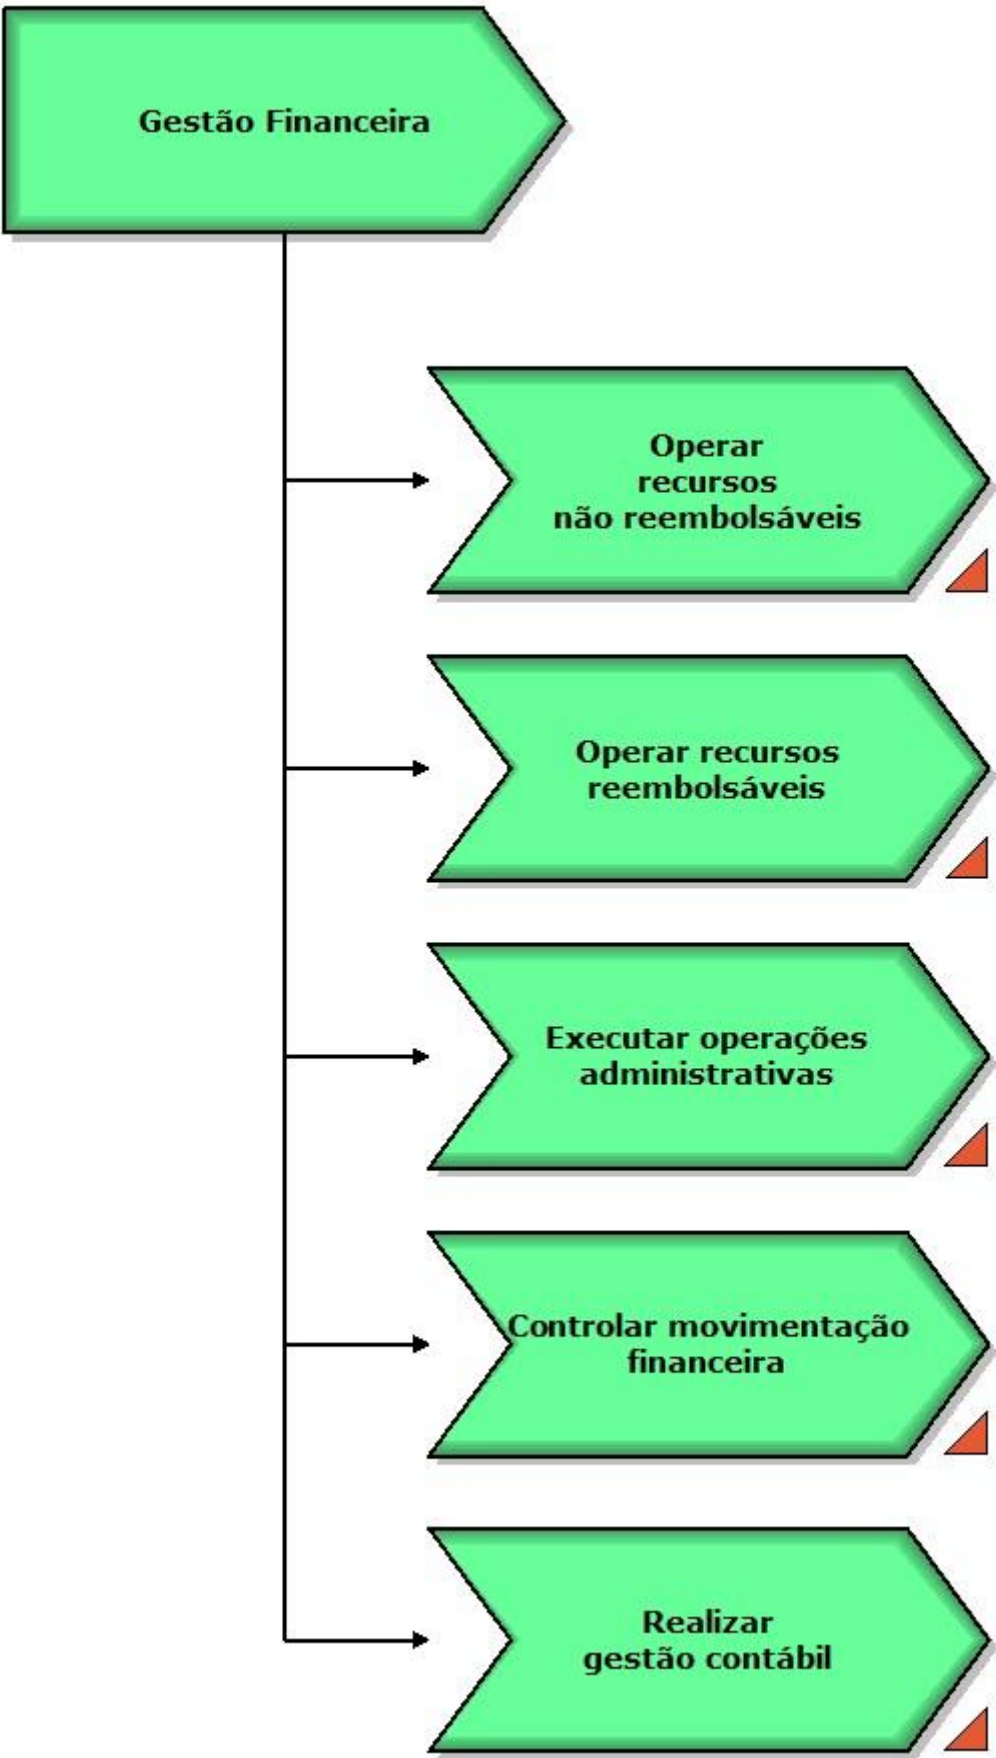 Gestão Financeira
Operar
recursos
não reembolsáveis
Operar recursos
reembolsáveis
Executar operações
administrativas
Controlar movimentação
financeira
Realizar
gestão contábil